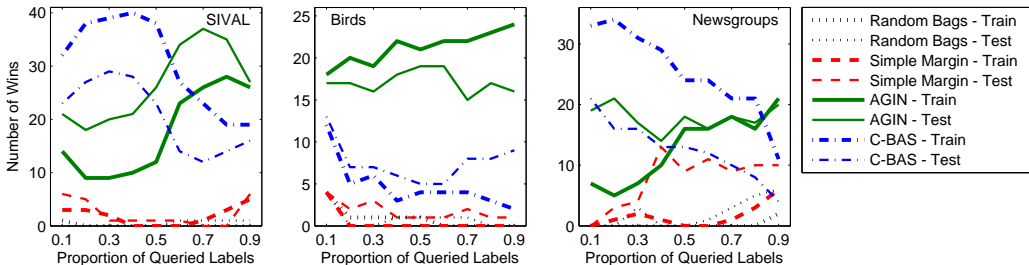 SIVAL
Birds
Newsgroups
Number of Wins
40
30
20
10
0
0.1 0.3 0.5 0.7 0.9
Proportion of Queried Labels
25
20
15
10
5
0
0.1 0.3 0.5 0.7 0.9
Proportion of Queried Labels
30
20
10
0
0.1 0.3 0.5 0.7 0.9
Proportion of Queried Labels
Random Bags - Train
Random Bags - Test
Simple Margin - Train
Simple Margin - Test
AGIN - Train
AGIN - Test
C-BAS - Train
C-BAS - Test